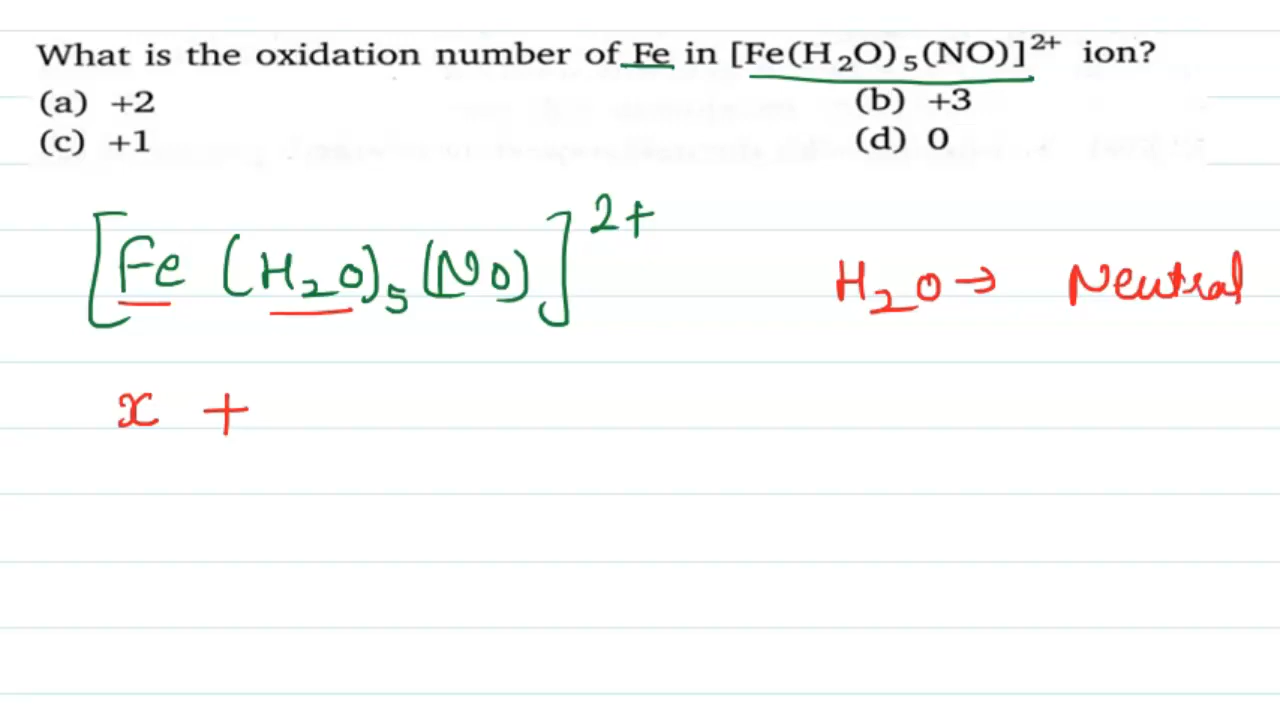 What is the oxidation number of Fe in [Fe(H₂O)₅(NO)]²⁺ ion?
(a) +2 (b) +3
(c) +1 (d) 0
[Fe (H₂O)₅ (NO)]²⁺ H₂O → Neutral
x +